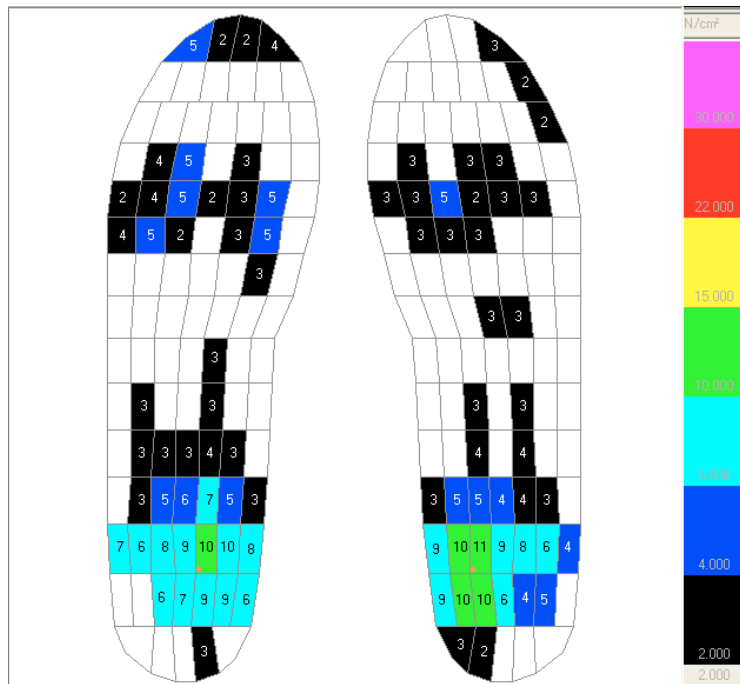 5 2 2 4
4 5 3
2 4 5 2 3 5
4 5 2 3 5
3
3
3 3
3 3 3 4 3
3 5 6 7 5 3
7 6 8 9 10 10 8
6 7 9 9 6
3
3
2
2
3 3 3
3 3 5 2 3 3
3 3 3
3 3
3 3
4 4
3 5 5 4 4 3
9 10 11 9 8 6 4
9 10 10 6 4 5
3 2
N/cm²
30.000
22.000
15.000
10.000
6.000
4.000
2.000
2.000